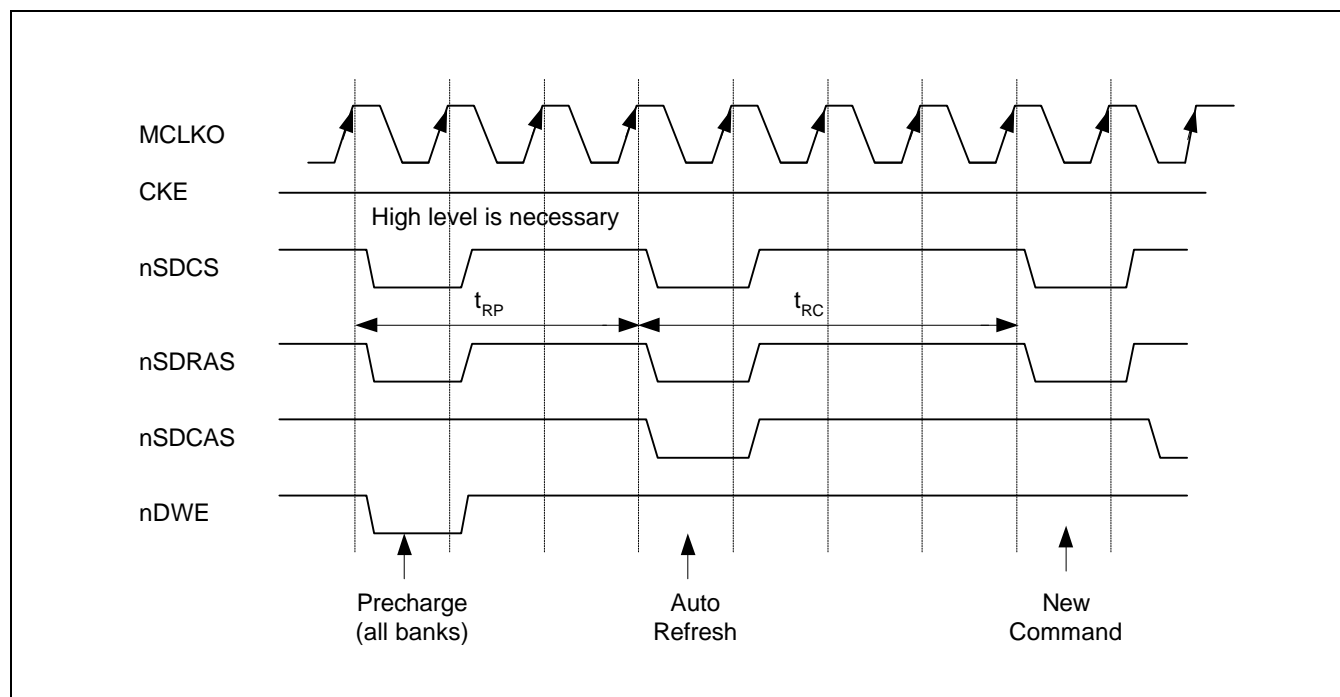 MCLKO
CKE
High level is necessary
nSDCS
tRP
tRC
nSDRAS
nSDCAS
nDWE
Precharge
(all banks)
Auto
Refresh
New
Command